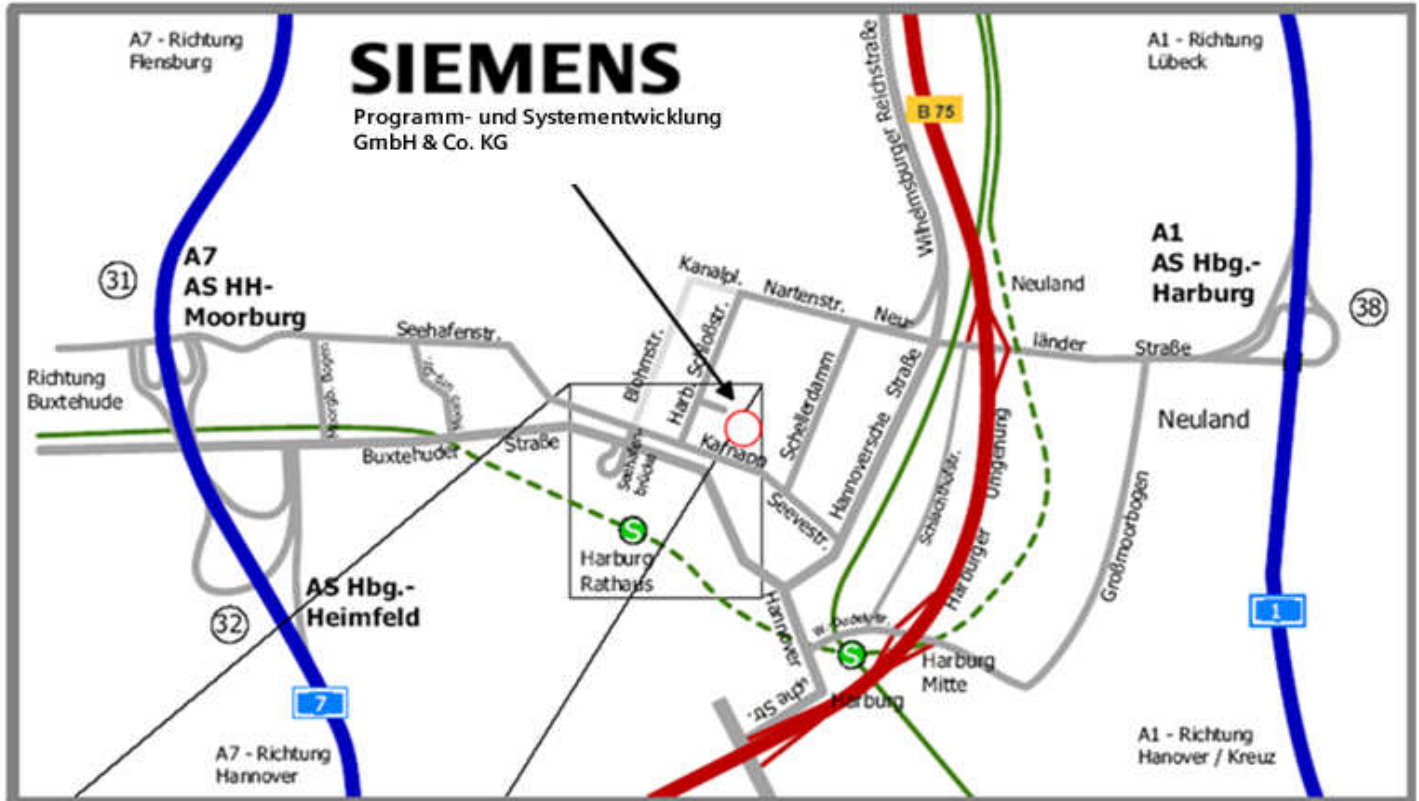 A7 - Richtung
Flensburg
SIEMENS
Programm- und Systementwicklung
GmbH & Co. KG
Wilhelmsburger Reichstraße
B 75
A1 - Richtung
Lübeck
31
A7
AS HH-
Moorburg
A1
AS Hbg.-
Harburg
38
Kanalpl.
Nartenstr.
Neu-
länder
Straße
Neuland
Seehafenstr.
Richtung
Buxtehude
Blohmstr.
Harb. Schloßstr.
Schellerdamm
Hannoversche Straße
Neuland
Buxtehuder
Straße
Seehafen-
brücke
Karnapp
Seevestr.
Schlachthofstr.
Harburger Umgehung
Großmoorbogen
S
Harburg
Rathaus
AS Hbg.-
Heimfeld
32
Hannover
sche Str.
S
Harburg
Harburg
Mitte
7
1
A7 - Richtung
Hannover
A1 - Richtung
Hanover / Kreuz